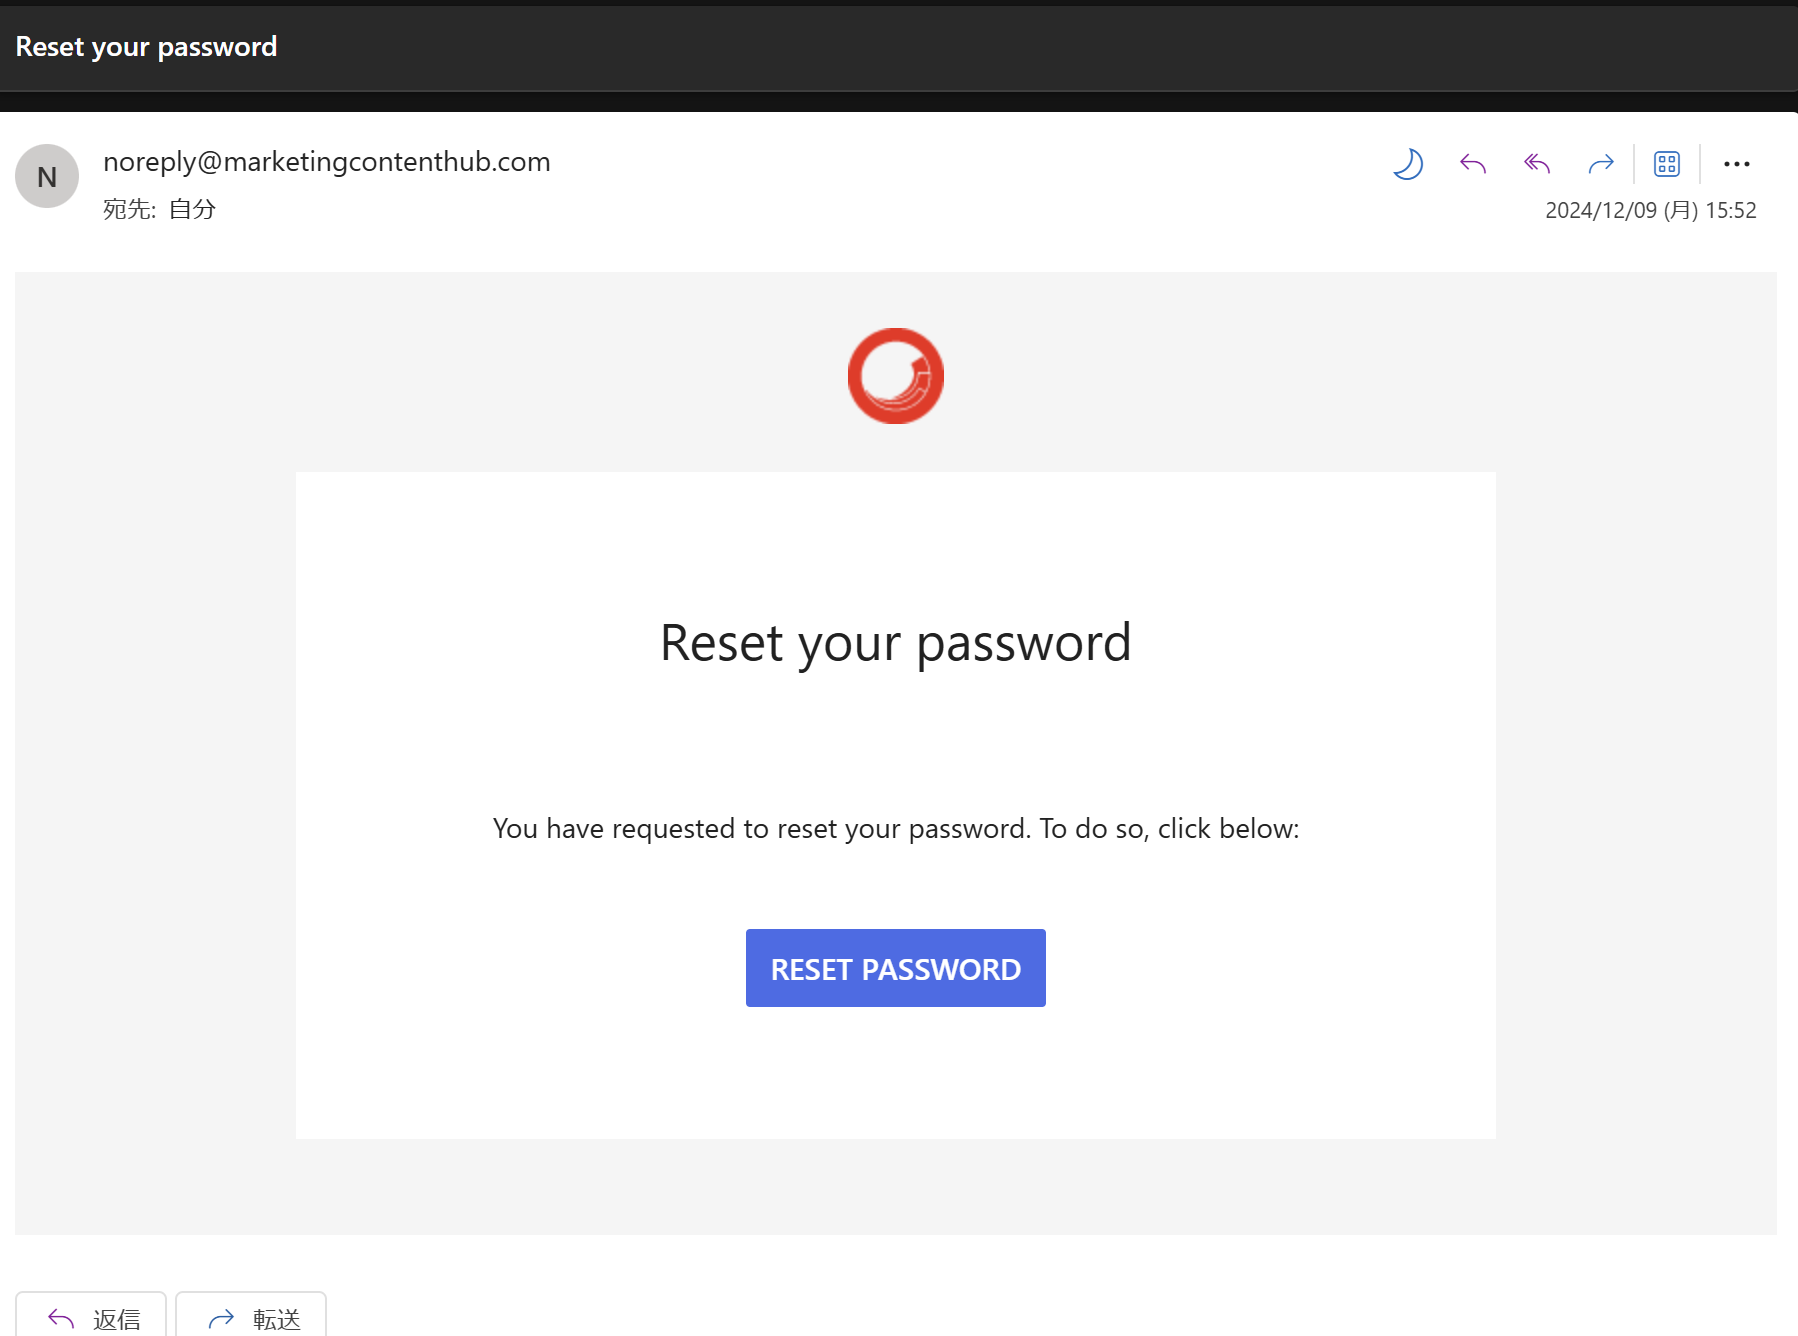 Reset your password
N
noreply@marketingcontenthub.com
宛先: 自分
2024/12/09 (月) 15:52
Reset your password
You have requested to reset your password. To do so, click below:
RESET PASSWORD
返信
転送